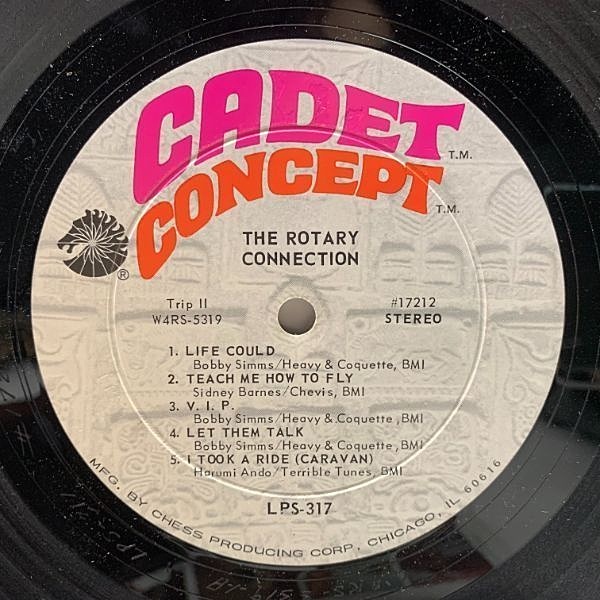 CADET T.M.
CONCEPT T.M.
®
THE ROTARY
CONNECTION
Trip II #17212
W4RS-5319 STEREO
1. LIFE COULD
Bobby Simms/Heavy & Coquette, BMI
2. TEACH ME HOW TO FLY
Sidney Barnes/Chevis, BMI
3. V. I. P.
Bobby Simms/Heavy & Coquette, BMI
4. LET THEM TALK
Bobby Simms/Heavy & Coquette, BMI
5. I TOOK A RIDE (CARAVAN)
Harumi Ando/Terrible Tunes, BMI
LPS-317
MFG. BY CHESS PRODUCING CORP., CHICAGO, IL 60616